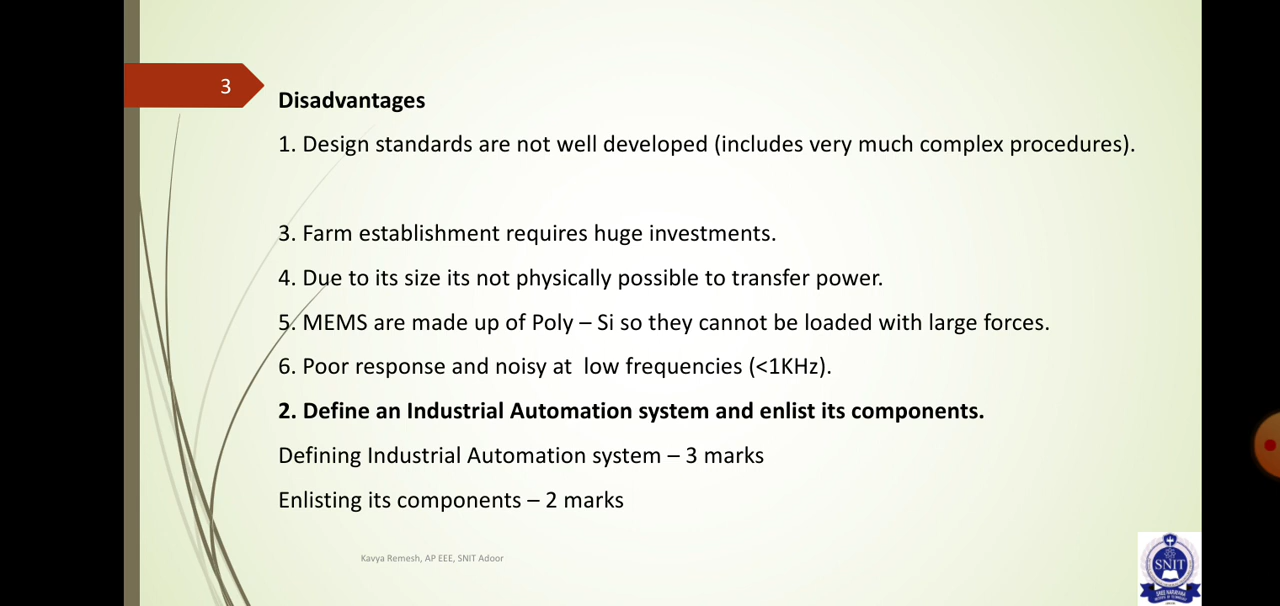 3
Disadvantages
1. Design standards are not well developed (includes very much complex procedures).
3. Farm establishment requires huge investments.
4. Due to its size its not physically possible to transfer power.
5. MEMS are made up of Poly – Si so they cannot be loaded with large forces.
6. Poor response and noisy at  low frequencies (<1KHz).
2. Define an Industrial Automation system and enlist its components.
Defining Industrial Automation system – 3 marks
Enlisting its components – 2 marks
Kavya Remesh, AP EEE, SNIT Adoor
SNIT